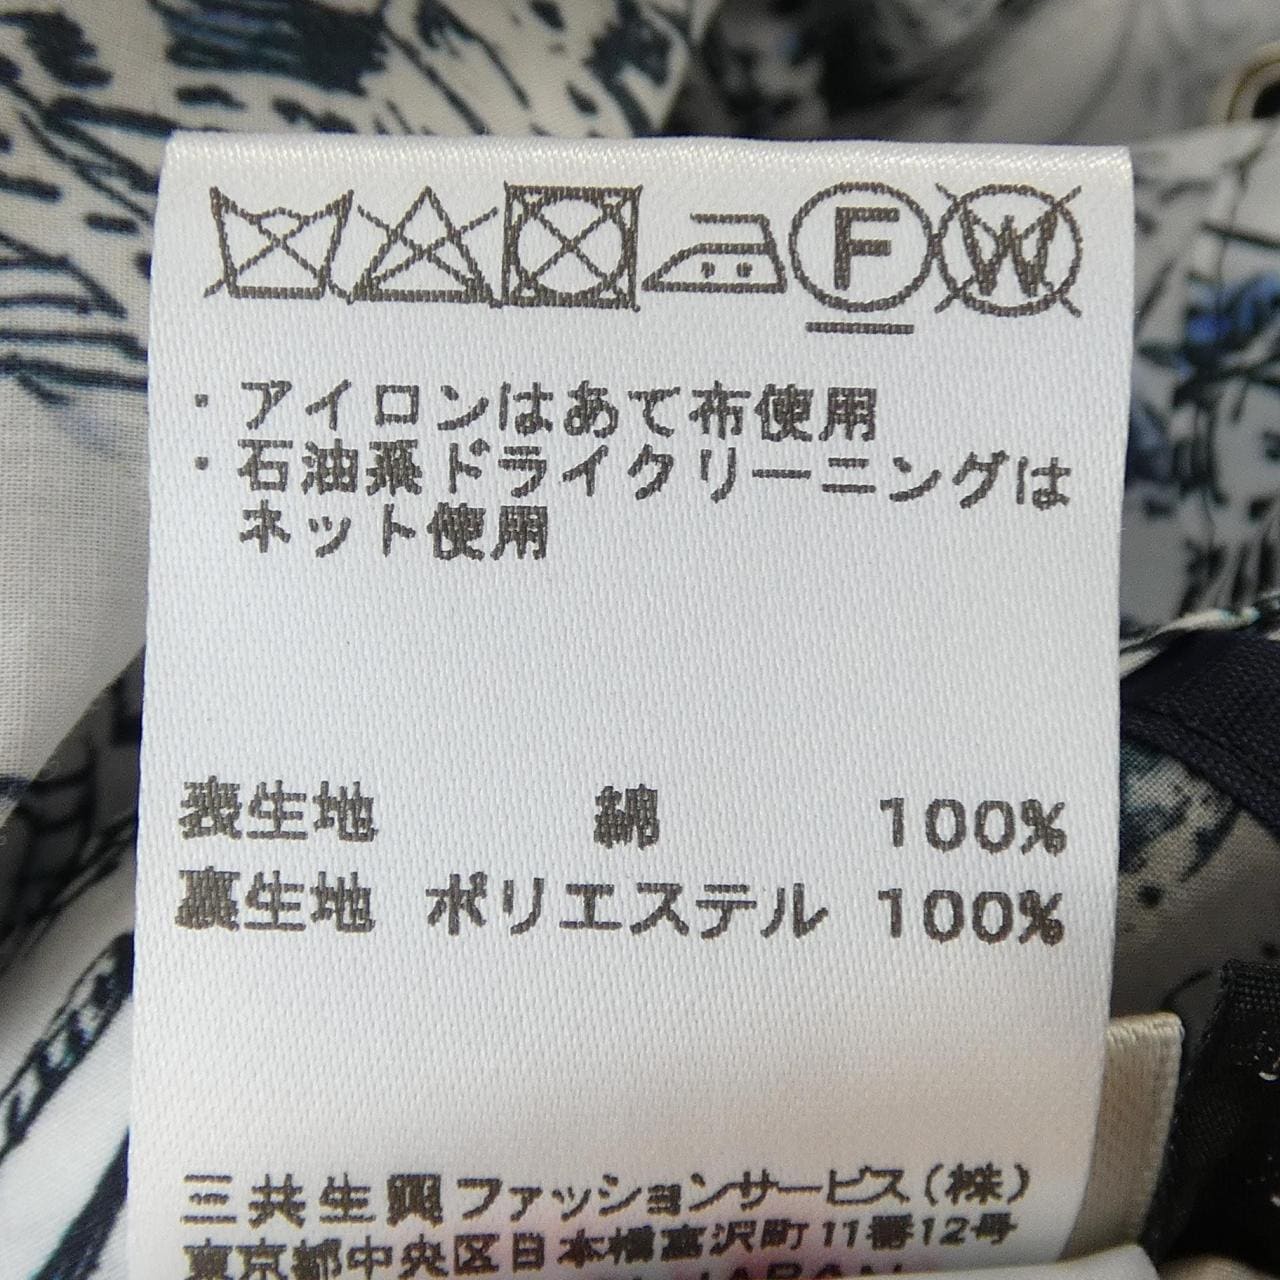 F W
・アイロンはあて布使用
・石油系ドライクリーニングは
ネット使用
表生地 綿 100%
裏生地 ポリエステル 100%
三共生興ファッションサービス(株)
東京都中央区日本橋富沢町11番12号
JAPAN